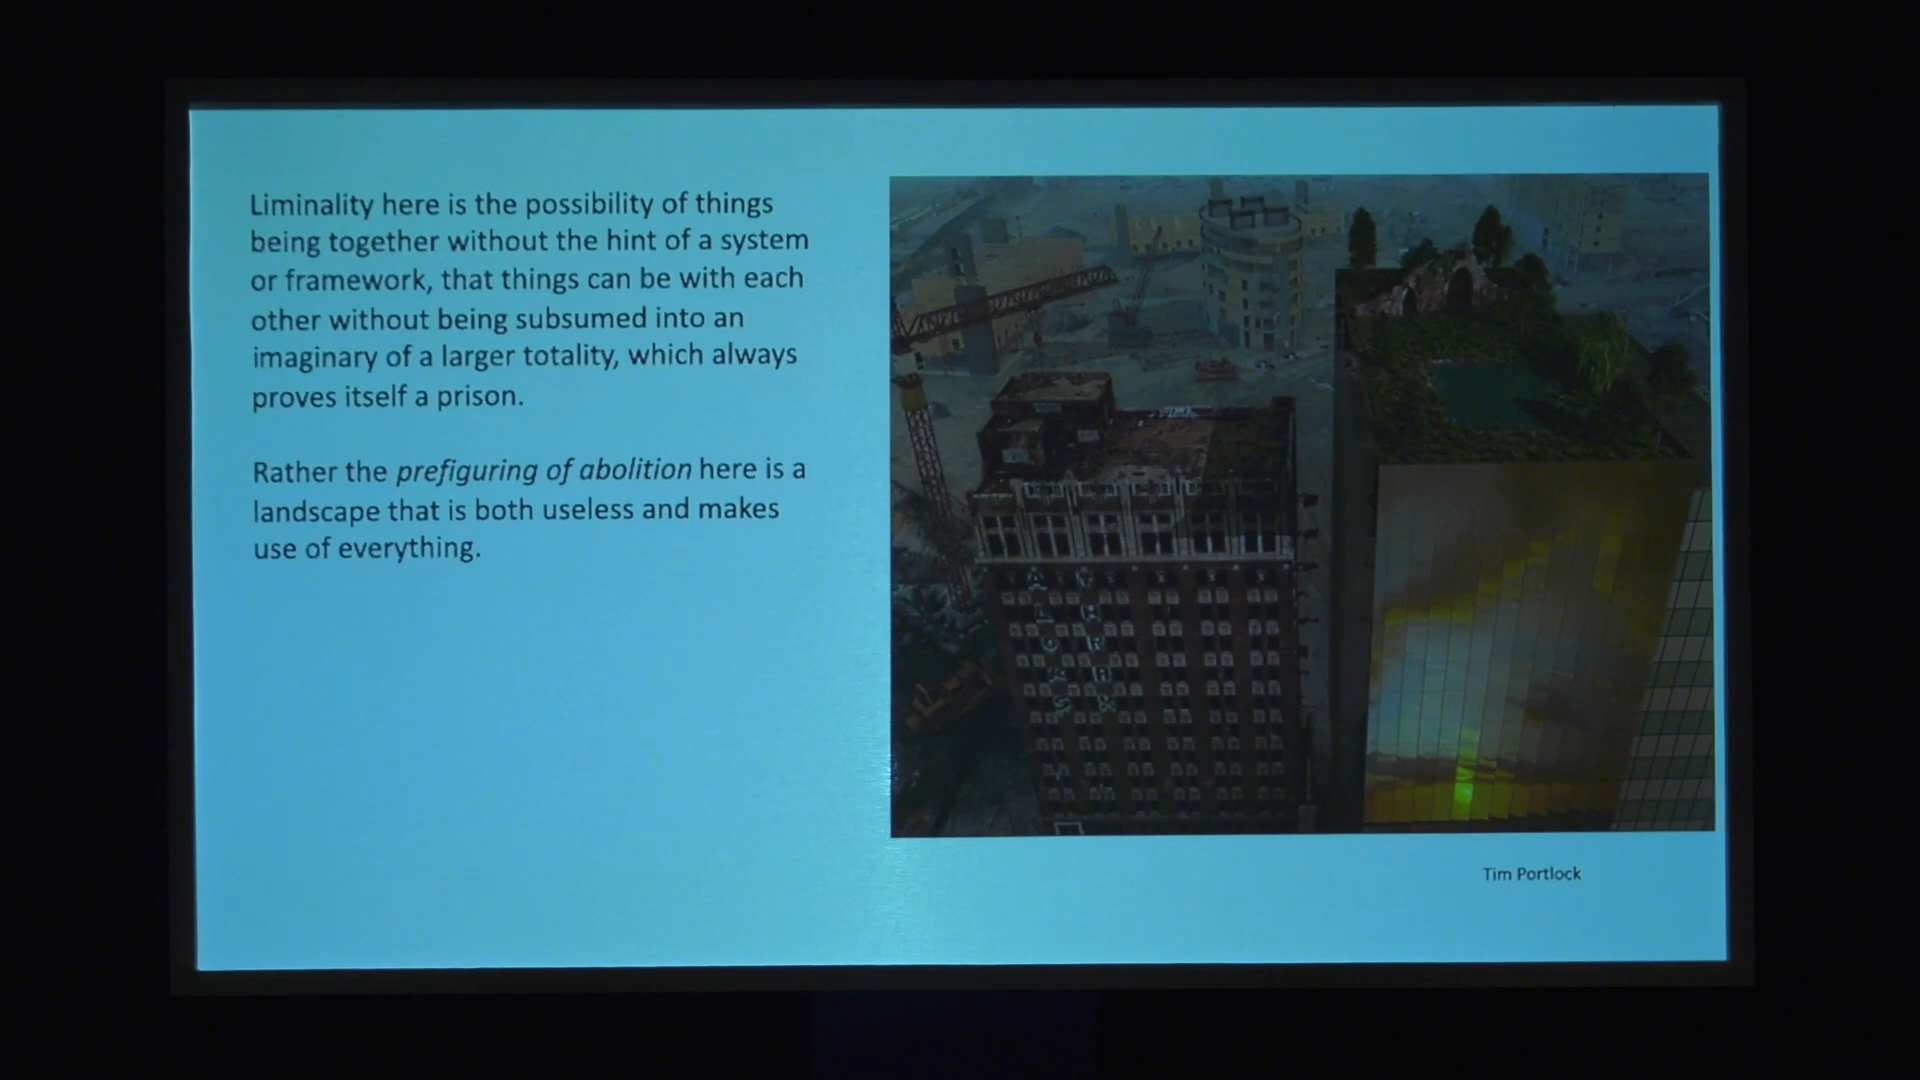 Liminality here is the possibility of things
being together without the hint of a system
or framework, that things can be with each
other without being subsumed into an
imaginary of a larger totality, which always
proves itself a prison.
Rather the prefiguring of abolition here is a
landscape that is both useless and makes
use of everything.
Tim Portlock